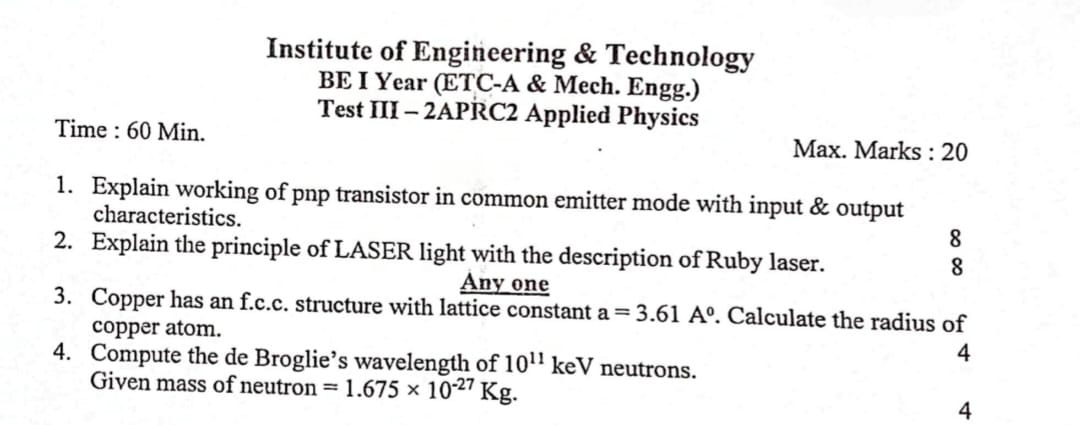 Institute of Engineering & Technology
BE I Year (ETC-A & Mech. Engg.)
Test III – 2APRC2 Applied Physics
Time : 60 Min.
Max. Marks : 20
1. Explain working of pnp transistor in common emitter mode with input & output
characteristics. 8
2. Explain the principle of LASER light with the description of Ruby laser. 8
Any one
3. Copper has an f.c.c. structure with lattice constant a = 3.61 A⁰. Calculate the radius of
copper atom. 4
4. Compute the de Broglie's wavelength of 10¹¹ keV neutrons.
Given mass of neutron = 1.675 × 10⁻²⁷ Kg. 4